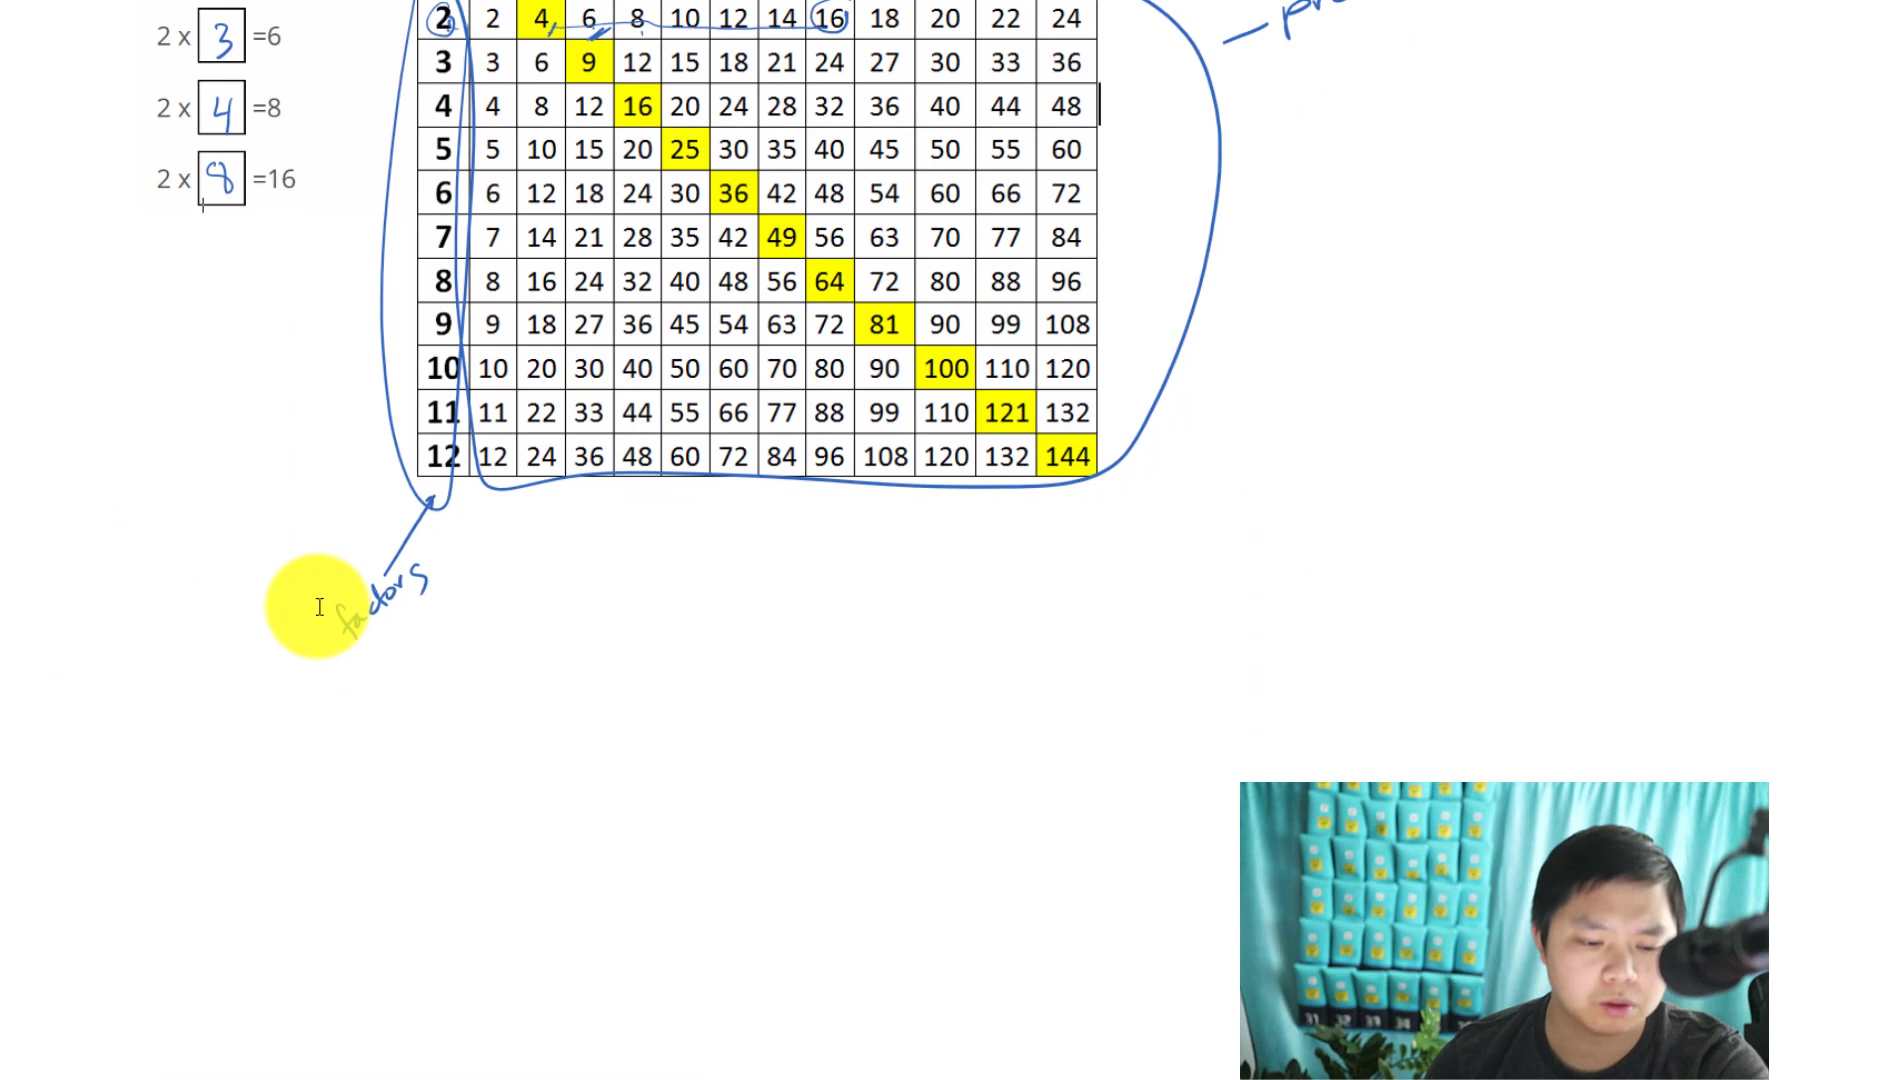 2 x 3 =6
2 x 4 =8
2 x 8 =16
2 2 4 6 8 10 12 14 16 18 20 22 24
3 3 6 9 12 15 18 21 24 27 30 33 36
4 4 8 12 16 20 24 28 32 36 40 44 48
5 5 10 15 20 25 30 35 40 45 50 55 60
6 6 12 18 24 30 36 42 48 54 60 66 72
7 7 14 21 28 35 42 49 56 63 70 77 84
8 8 16 24 32 40 48 56 64 72 80 88 96
9 9 18 27 36 45 54 63 72 81 90 99 108
10 10 20 30 40 50 60 70 80 90 100 110 120
11 11 22 33 44 55 66 77 88 99 110 121 132
12 12 24 36 48 60 72 84 96 108 120 132 144
factors
31 32 33 34